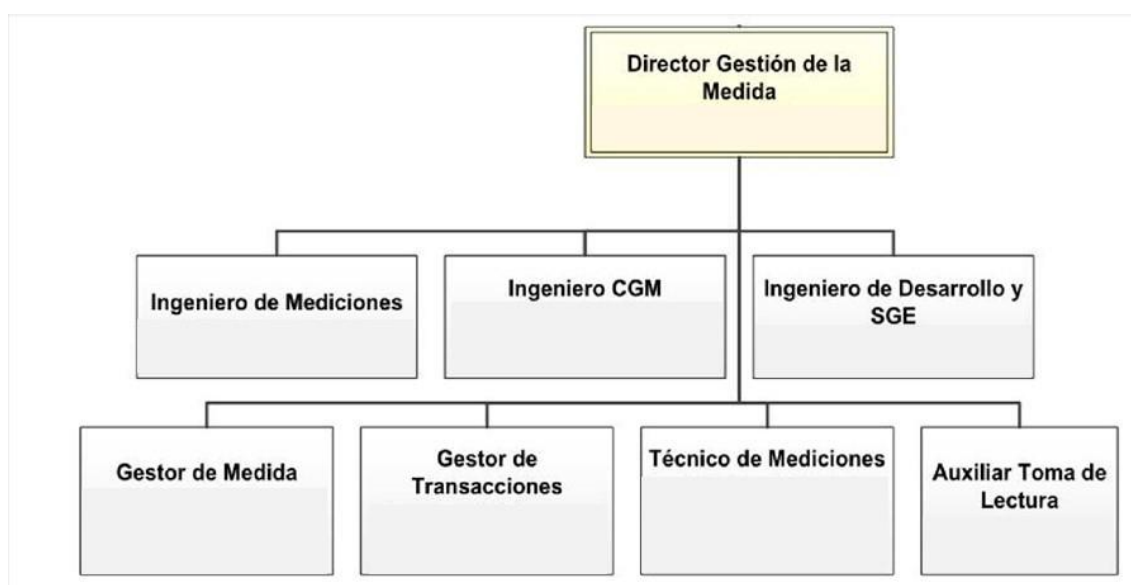 Director Gestión de la
Medida
Ingeniero de Mediciones
Ingeniero CGM
Ingeniero de Desarrollo y
SGE
Gestor de Medida
Gestor de
Transacciones
Técnico de Mediciones
Auxiliar Toma de
Lectura